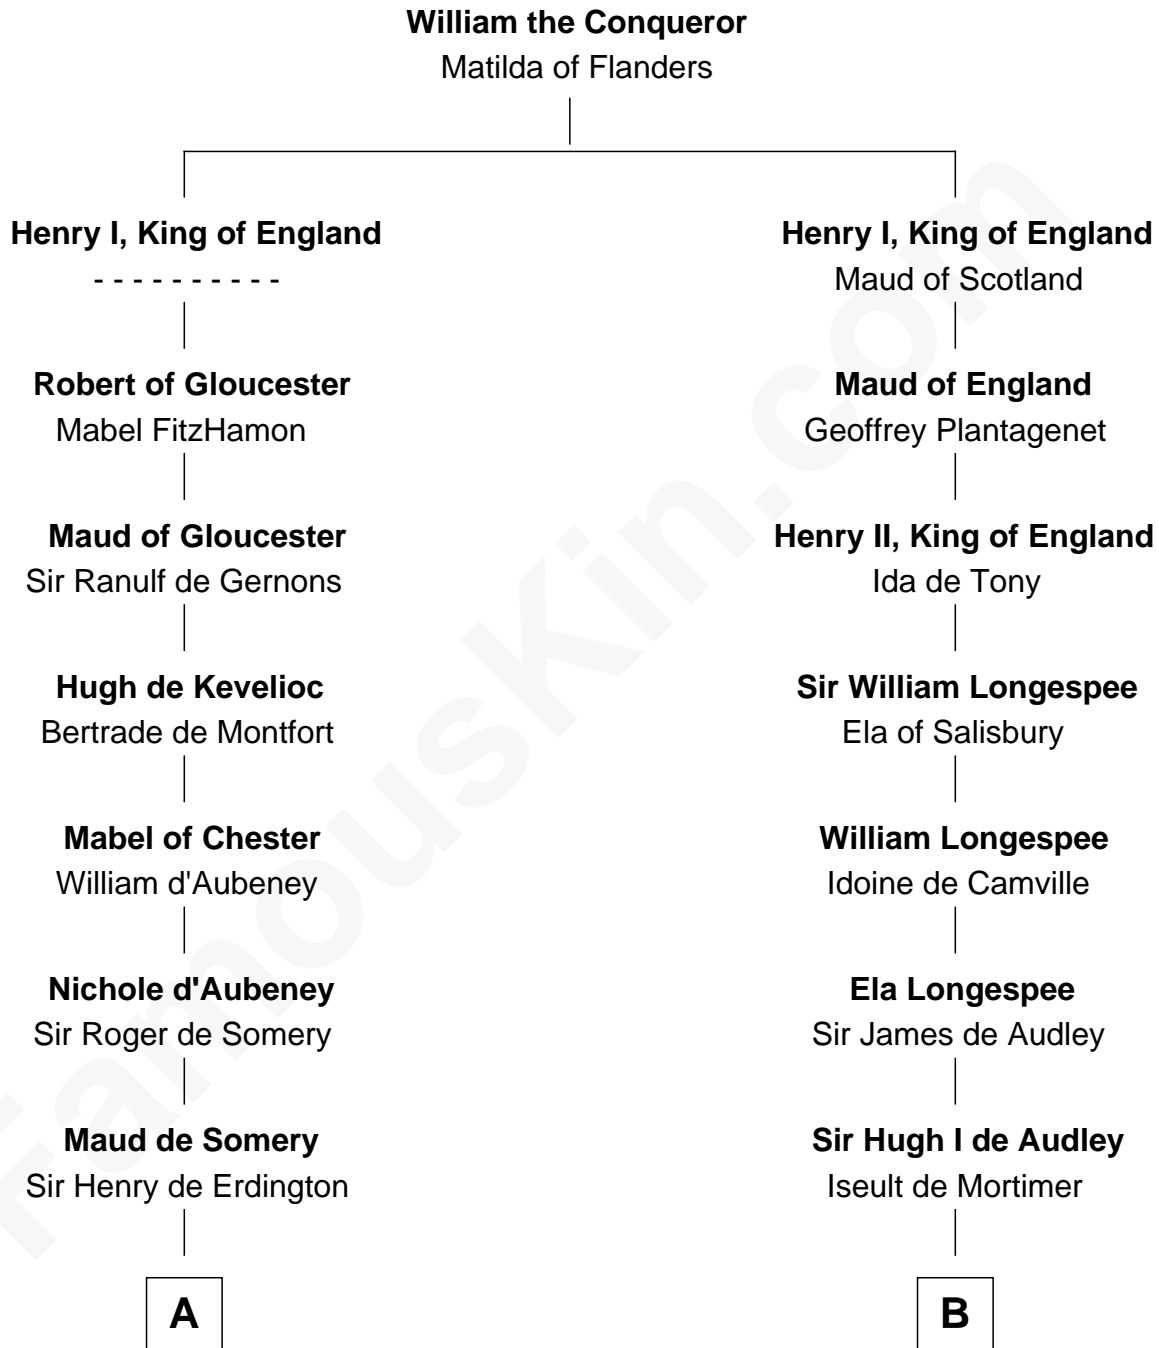 William the Conqueror
Matilda of Flanders
Henry I, King of England
- - - - - - - - - -
Robert of Gloucester
Mabel FitzHamon
Maud of Gloucester
Sir Ranulf de Gernons
Hugh de Kevelioc
Bertrade de Montfort
Mabel of Chester
William d'Aubeney
Nichole d'Aubeney
Sir Roger de Somery
Maud de Somery
Sir Henry de Erdington
A
Henry I, King of England
Maud of Scotland
Maud of England
Geoffrey Plantagenet
Henry II, King of England
Ida de Tony
Sir William Longespee
Ela of Salisbury
William Longespee
Idoine de Camville
Ela Longespee
Sir James de Audley
Sir Hugh I de Audley
Iseult de Mortimer
B
FamousKin.com